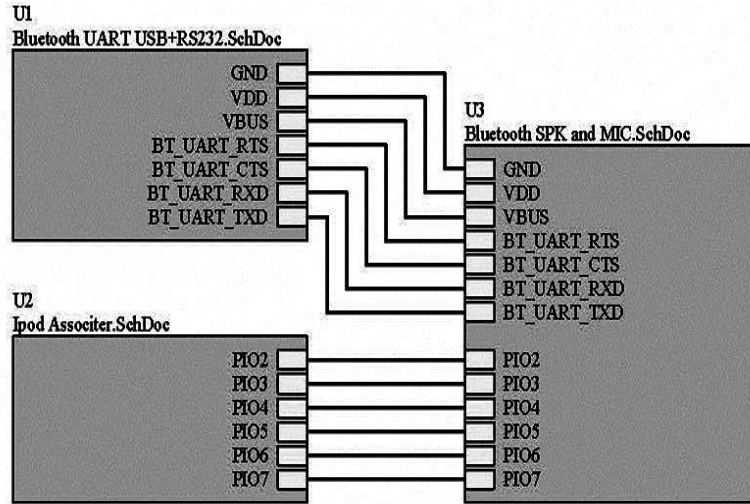 U1
Bluetooth UART USB+RS232.SchDoc
GND
VDD
VBUS
BT_UART_RTS
BT_UART_CTS
BT_UART_RXD
BT_UART_TXD
U2
Ipod Associter.SchDoc
PIO2
PIO3
PIO4
PIO5
PIO6
PIO7
U3
Bluetooth SPK and MIC.SchDoc
GND
VDD
VBUS
BT_UART_RTS
BT_UART_CTS
BT_UART_RXD
BT_UART_TXD
PIO2
PIO3
PIO4
PIO5
PIO6
PIO7